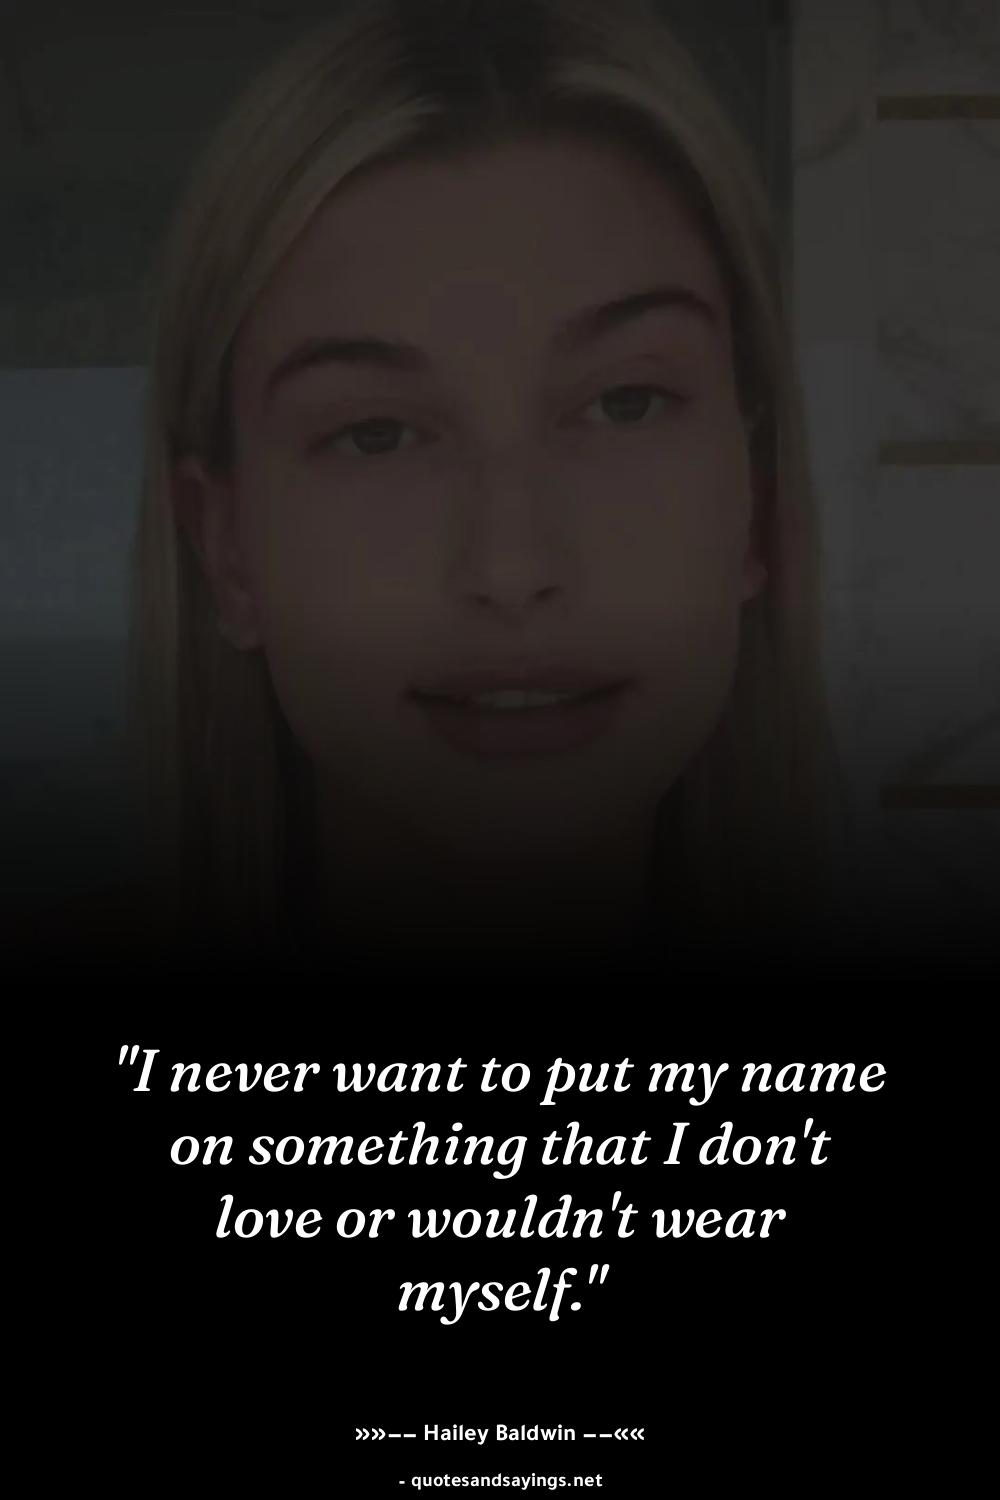 "I never want to put my name
on something that I don't
love or wouldn't wear
myself."
»»–– Hailey Baldwin ––««
- quotesandsayings.net